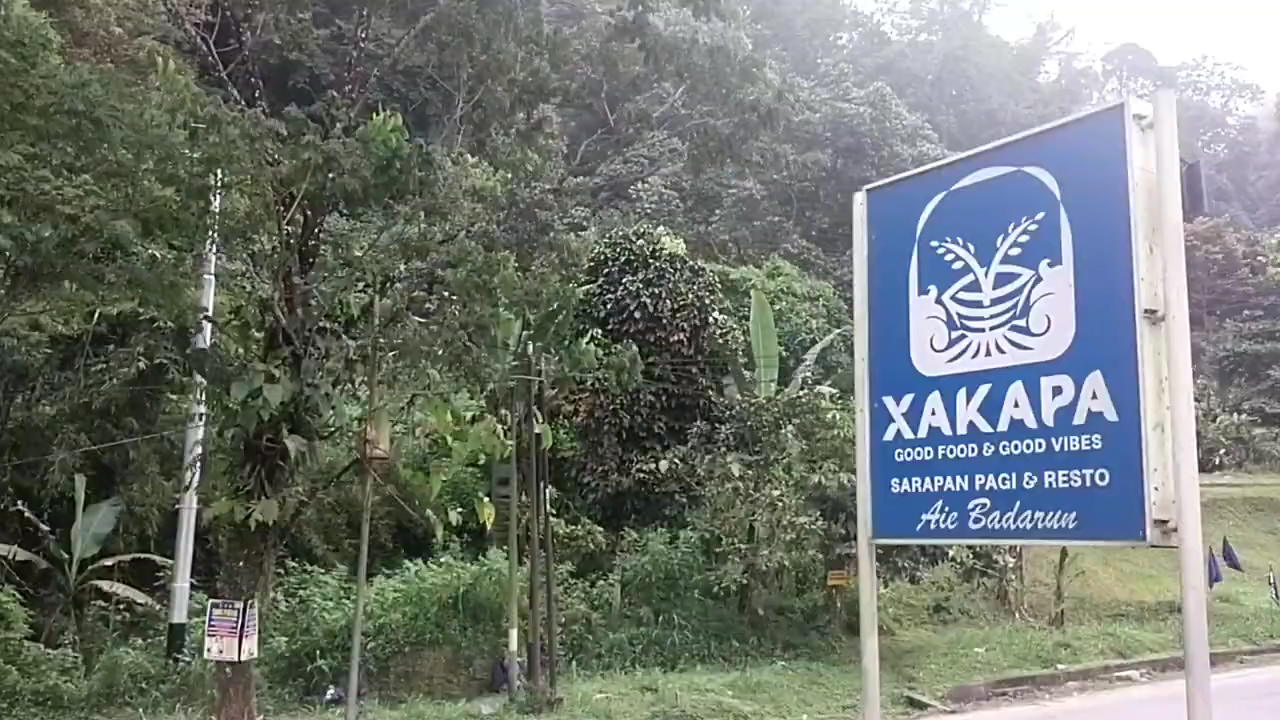 XAKAPA
GOOD FOOD & GOOD VIBES
SARAPAN PAGI & RESTO
Aie Badarun